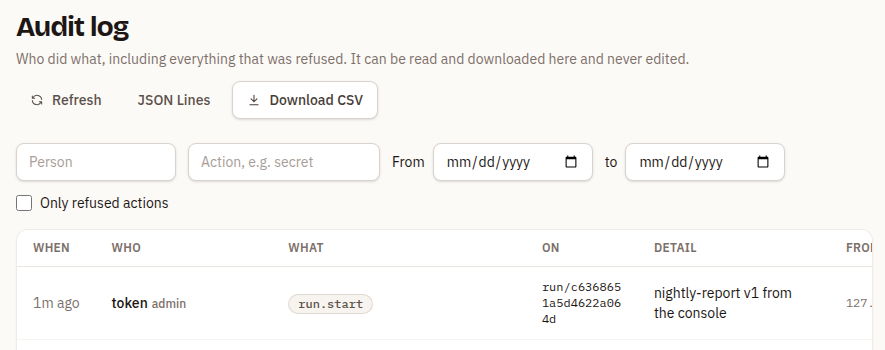 Audit log
Who did what, including everything that was refused. It can be read and downloaded here and never edited.
Refresh JSON Lines Download CSV
Person Action, e.g. secret From mm/dd/yyyy to mm/dd/yyyy
Only refused actions
WHEN WHO WHAT ON DETAIL
1m ago token admin run.start run/c636865 nightly-report v1 from
1a5d4622a06 the console
4d
127.